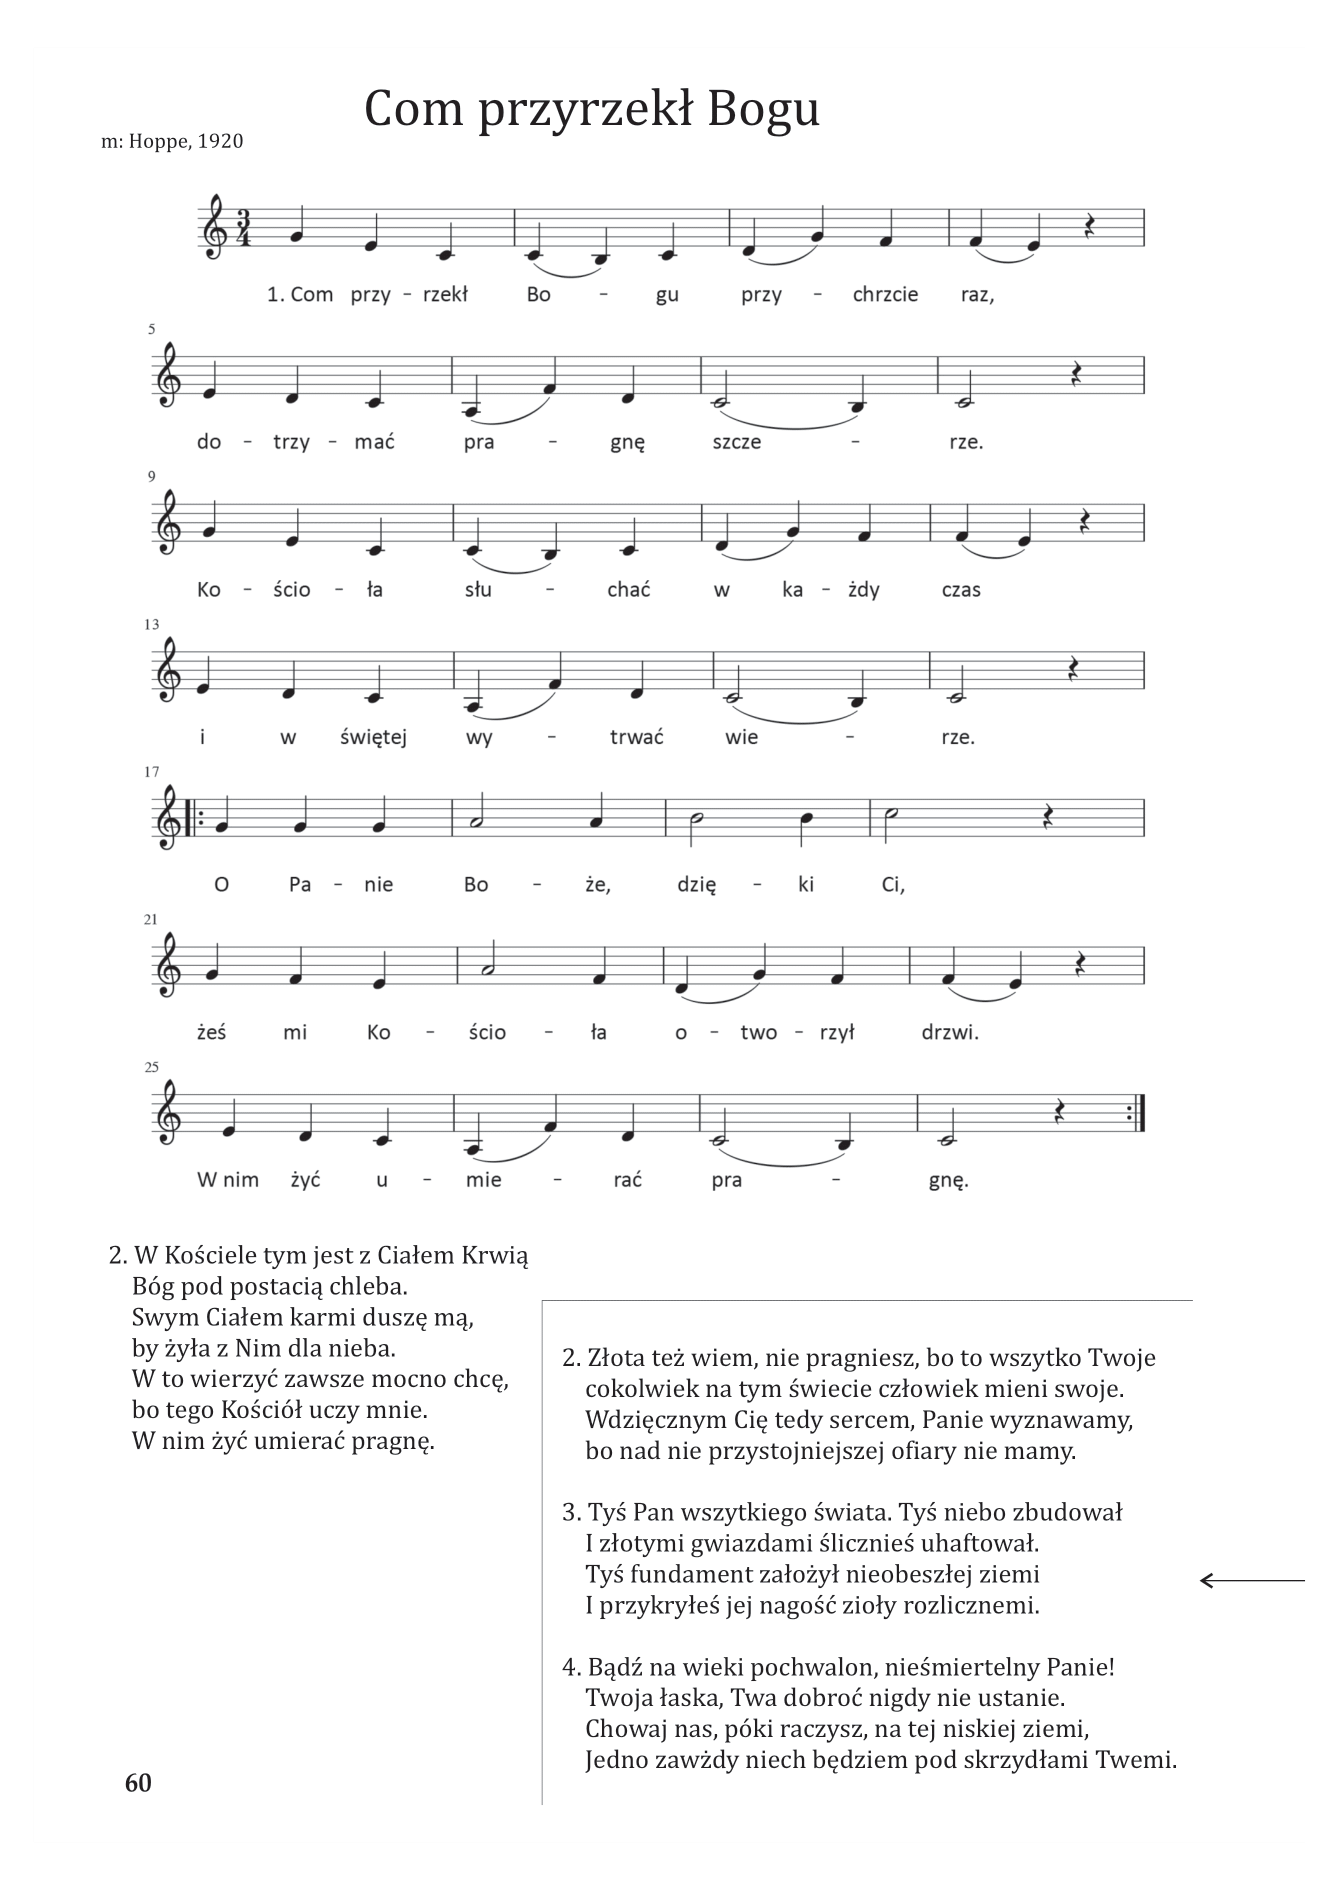 Com przyrzekł Bogu
m: Hoppe, 1920
1. Com przy - rzekł Bo - gu przy - chrzcie raz,
5
do - trzy - mać pra - gnę szcze - rze.
9
Ko - ścio - ła słu - chać w ka - żdy czas
13
i w świętej wy - trwać wie - rze.
17
O Pa - nie Bo - że, dzię - ki Ci,
21
żeś mi Ko - ścio - ła o - two - rzył drzwi.
25
W nim żyć u - mie - rać pra - gnę.
2. W Kościele tym jest z Ciałem Krwią
Bóg pod postacią chleba.
Swym Ciałem karmi duszę mą,
by żyła z Nim dla nieba.
W to wierzyć zawsze mocno chcę,
bo tego Kościół uczy mnie.
W nim żyć umierać pragnę.
2. Złota też wiem, nie pragniesz, bo to wszytko Twoje
cokolwiek na tym świecie człowiek mieni swoje.
Wdzięcznym Cię tedy sercem, Panie wyznawamy,
bo nad nie przystojniejszej ofiary nie mamy.
3. Tyś Pan wszytkiego świata. Tyś niebo zbudował
I złotymi gwiazdami ślicznieś uhaftował.
Tyś fundament założył nieobeszłej ziemi
I przykryłeś jej nagość zioły rozlicznemi.
4. Bądź na wieki pochwalon, nieśmiertelny Panie!
Twoja łaska, Twa dobroć nigdy nie ustanie.
Chowaj nas, póki raczysz, na tej niskiej ziemi,
Jedno zawżdy niech będziem pod skrzydłami Twemi.
60